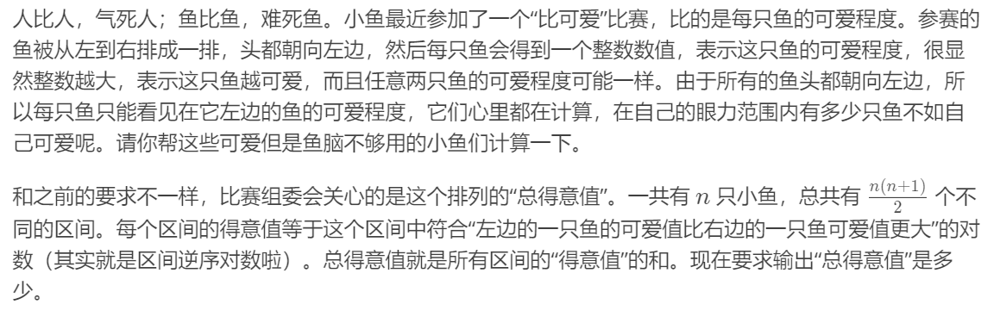 人比人，气死人；鱼比鱼，难死鱼。小鱼最近参加了一个“比可爱”比赛，比的是每只鱼的可爱程度。参赛的
鱼被从左到右排成一排，头都朝向左边，然后每只鱼会得到一个整数数值，表示这只鱼的可爱程度，很显
然整数越大，表示这只鱼越可爱，而且任意两只鱼的可爱程度可能一样。由于所有的鱼头都朝向左边，所
以每只鱼只能看见在它左边的鱼的可爱程度，它们心里都在计算，在自己的眼力范围内有多少只鱼不如自
己可爱呢。请你帮这些可爱但是鱼脑不够用的小鱼们计算一下。
和之前的要求不一样，比赛组委会关心的是这个排列的“总得意值”。一共有 n 只小鱼，总共有 n(n+1)/2 个不
同的区间。每个区间的得意值等于这个区间中符合“左边的一只鱼的可爱值比右边的一只鱼可爱值更大”的对
数（其实就是区间逆序对数啦）。总得意值就是所有区间的“得意值”的和。现在要求输出“总得意值”是多
少。